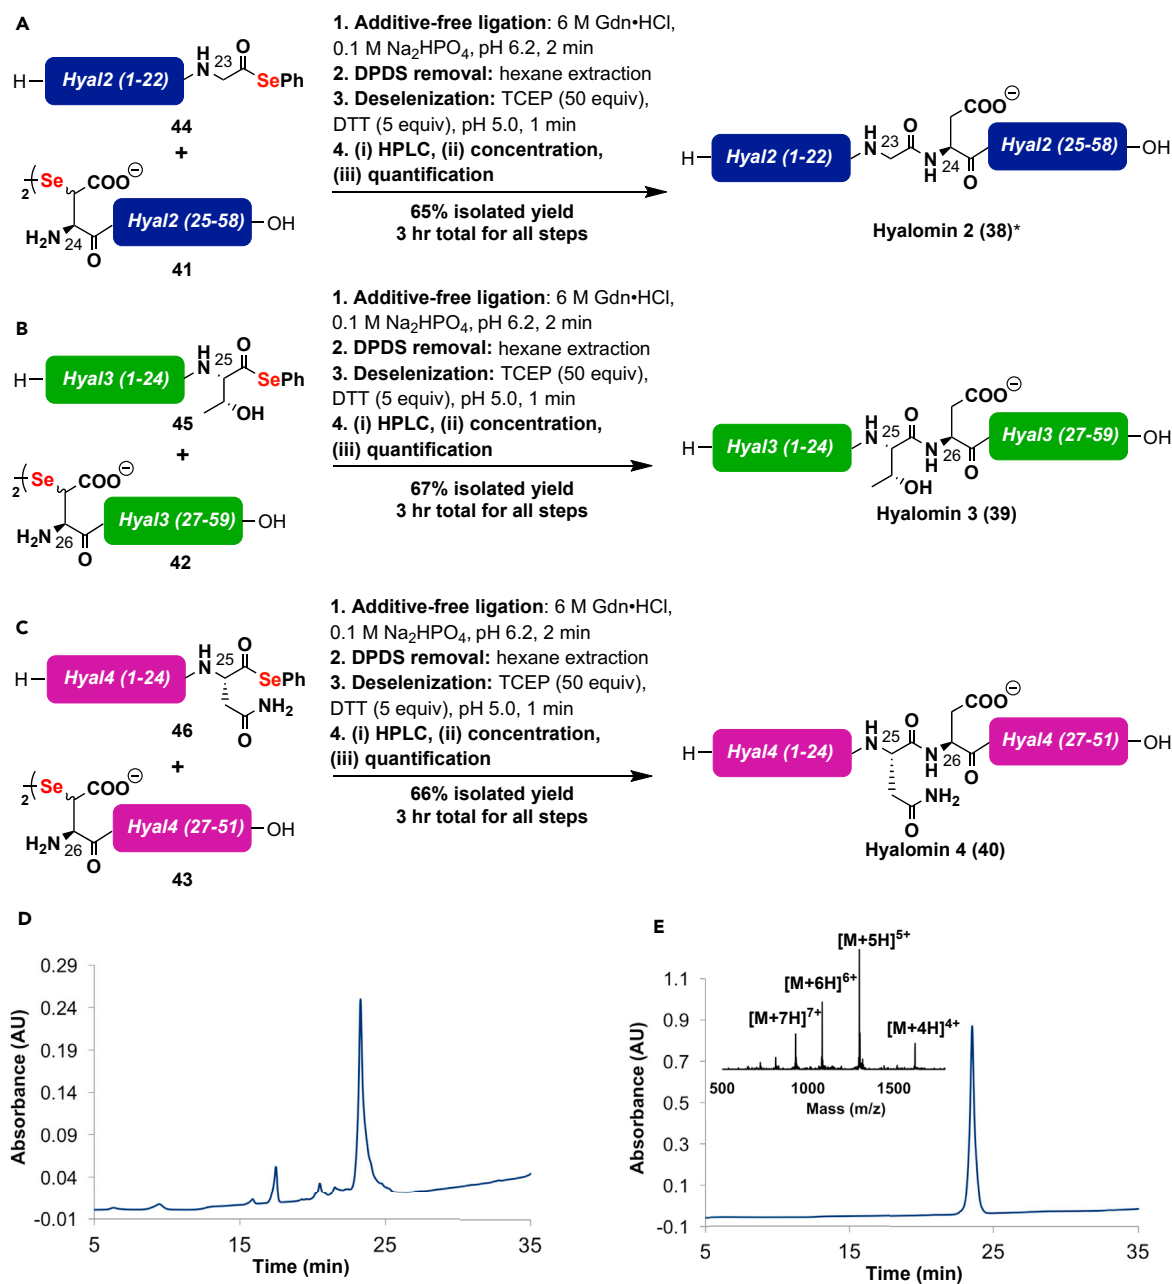 A
H
H–
Hyal2 (1-22)
N
23
O
SePh
44
+
2
Se
COO⊖
H2N
24
O
Hyal2 (25-58)
–OH
41
1. Additive-free ligation: 6 M Gdn•HCl,
0.1 M Na2HPO4, pH 6.2, 2 min
2. DPDS removal: hexane extraction
3. Deselenization: TCEP (50 equiv),
DTT (5 equiv), pH 5.0, 1 min
4. (i) HPLC, (ii) concentration,
(iii) quantification
65% isolated yield
3 hr total for all steps
COO⊖
H–
Hyal2 (1-22)
N
H
23
O
N
H
24
O
Hyal2 (25-58)
–OH
Hyalomin 2 (38)*
B
H–
Hyal3 (1-24)
H
N
25
O
SePh
OH
45
+
2
Se
COO⊖
H2N
26
O
Hyal3 (27-59)
–OH
42
1. Additive-free ligation: 6 M Gdn•HCl,
0.1 M Na2HPO4, pH 6.2, 2 min
2. DPDS removal: hexane extraction
3. Deselenization: TCEP (50 equiv),
DTT (5 equiv), pH 5.0, 1 min
4. (i) HPLC, (ii) concentration,
(iii) quantification
67% isolated yield
3 hr total for all steps
COO⊖
H–
Hyal3 (1-24)
H
N
25
O
N
H
26
O
OH
Hyal3 (27-59)
–OH
Hyalomin 3 (39)
C
H–
Hyal4 (1-24)
H
N
25
O
SePh
NH2
O
46
+
2
Se
COO⊖
H2N
26
O
Hyal4 (27-51)
–OH
43
1. Additive-free ligation: 6 M Gdn•HCl,
0.1 M Na2HPO4, pH 6.2, 2 min
2. DPDS removal: hexane extraction
3. Deselenization: TCEP (50 equiv),
DTT (5 equiv), pH 5.0, 1 min
4. (i) HPLC, (ii) concentration,
(iii) quantification
66% isolated yield
3 hr total for all steps
COO⊖
H–
Hyal4 (1-24)
H
N
25
O
N
H
26
O
NH2
O
Hyal4 (27-51)
–OH
Hyalomin 4 (40)
D
Absorbance (AU)
0.29
0.24
0.19
0.14
0.09
0.04
-0.01
5 15 25 35
Time (min)
E
Absorbance (AU)
1.1
0.9
0.7
0.5
0.3
0.1
-0.1
[M+5H]5+
[M+6H]6+
[M+7H]7+
[M+4H]4+
500 1000 1500
Mass (m/z)
5 15 25 35
Time (min)